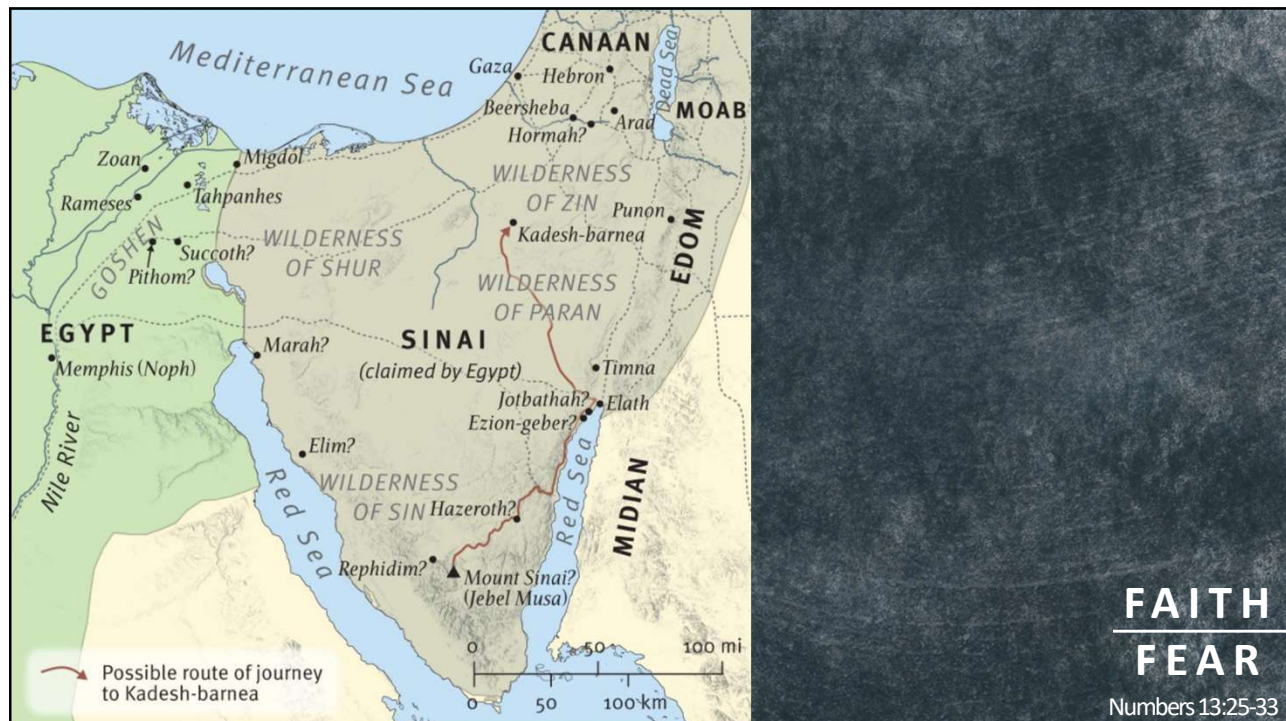 Mediterranean Sea
CANAAN
Gaza
Hebron
Dead Sea
Beersheba
Arad
MOAB
Hormah?
Zoan
Migdol
Rameses
Tahpanhes
WILDERNESS
OF ZIN
Punon
Kadesh-barnea
GOSHEN
Succoth?
Pithom?
WILDERNESS
OF SHUR
EDOM
WILDERNESS
OF PARAN
EGYPT
SINAI
(claimed by Egypt)
Marah?
Memphis (Noph)
Timna
Jotbathah?
Elath
Ezion-geber?
Nile River
Elim?
Red Sea
WILDERNESS
OF SIN
Hazeroth?
Red Sea
MIDIAN
Rephidim?
Mount Sinai?
(Jebel Musa)
0 50 100 mi
0 50 100 km
Possible route of journey
to Kadesh-barnea
FAITH
FEAR
Numbers 13:25-33